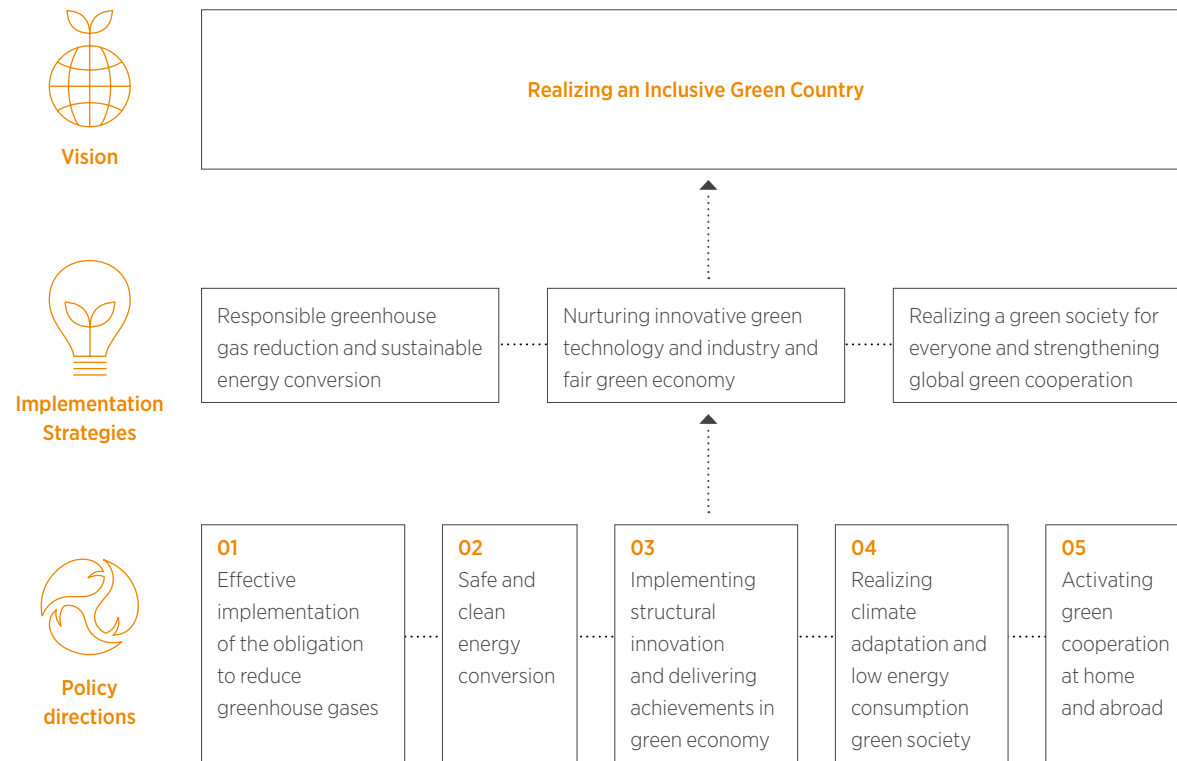 Vision
Realizing an Inclusive Green Country
Implementation
Strategies
Responsible greenhouse
gas reduction and sustainable
energy conversion
Nurturing innovative green
technology and industry and
fair green economy
Realizing a green society for
everyone and strengthening
global green cooperation
Policy
directions
01
Effective
implementation
of the obligation
to reduce
greenhouse gases
02
Safe and
clean
energy
conversion
03
Implementing
structural
innovation
and delivering
achievements in
green economy
04
Realizing
climate
adaptation and
low energy
consumption
green society
05
Activating
green
cooperation
at home
and abroad